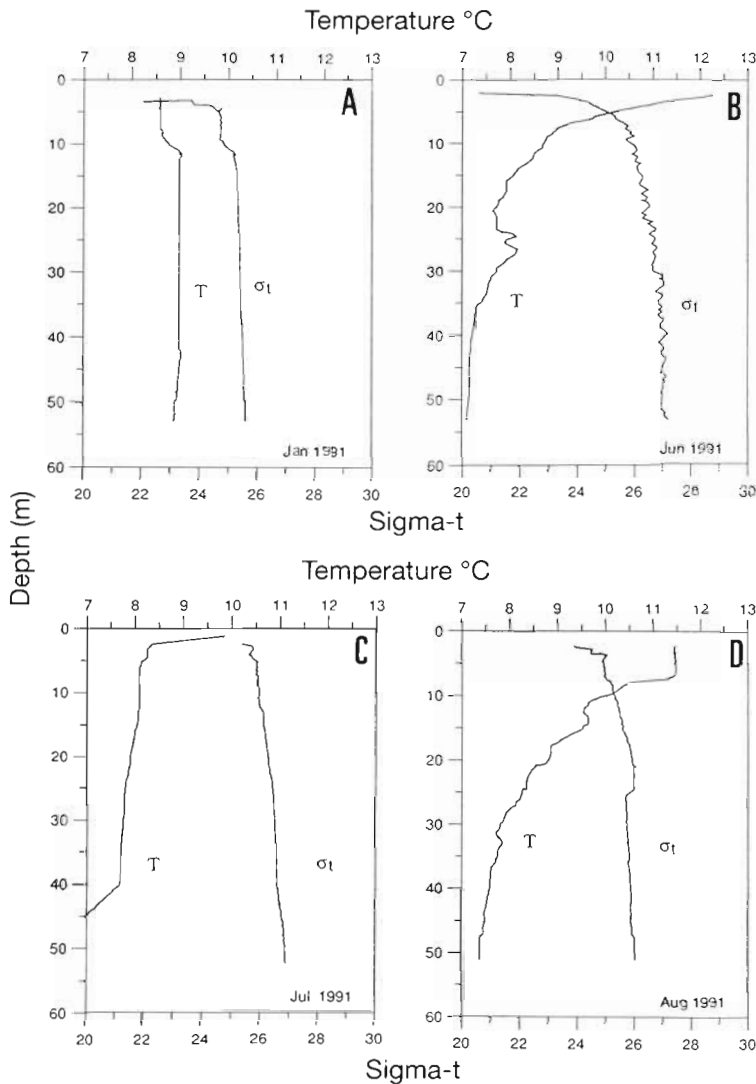 Temperature °C
7 8 9 10 11 12 13
7 8 9 10 11 12 13
0
10
20
30
40
50
60
A
T
σt
Jan 1991
20 22 24 26 28 30
0
10
20
30
40
50
60
B
T
σt
Jun 1991
20 22 24 26 28 30
Sigma-t
Depth (m)
Temperature °C
7 8 9 10 11 12 13
7 8 9 10 11 12 13
0
10
20
30
40
50
60
C
T
σt
Jul 1991
20 22 24 26 28 30
0
10
20
30
40
50
60
D
T
σt
Aug 1991
20 22 24 26 28 30
Sigma-t